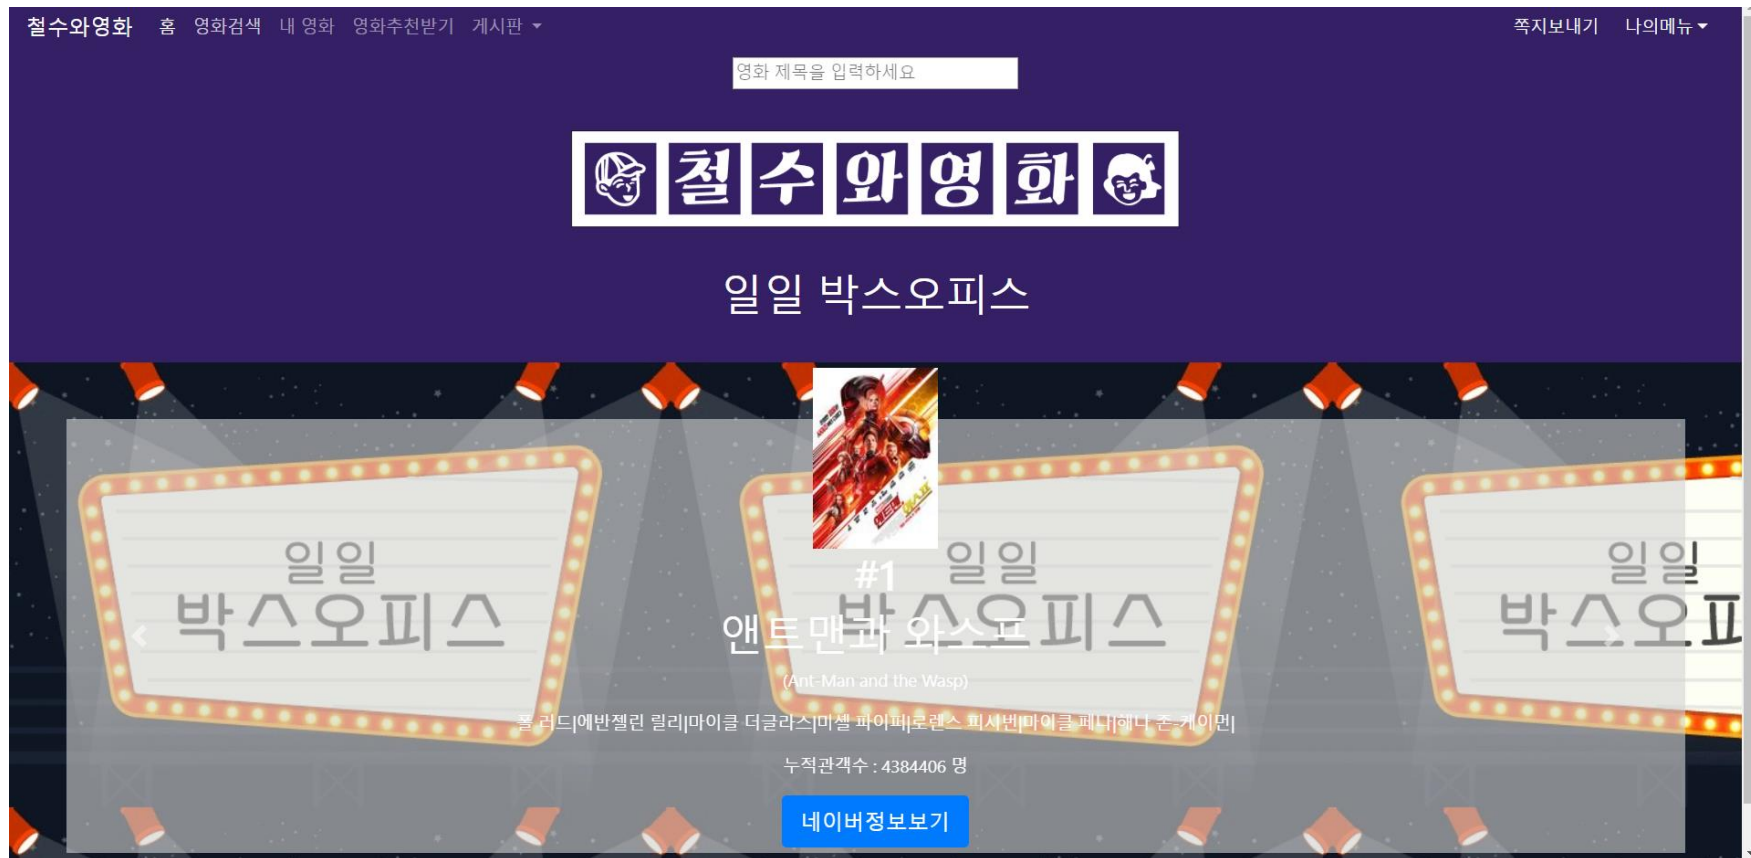 철수와영화 홈 영화검색 내 영화 영화추천받기 게시판 쪽지보내기 나의메뉴
영화 제목을 입력하세요
철수와영화
일일 박스오피스
일일
박스오피스
일일
박스오피스
일일
박스오피
#1
앤트맨과 와스프
(Ant-Man and the Wasp)
폴 러드|에반젤린 릴리|마이클 더글라스|미셸 파이퍼|로렌스 피시번|마이클 페나|해나 존-케이먼|
누적관객수 : 4384406 명
네이버정보보기